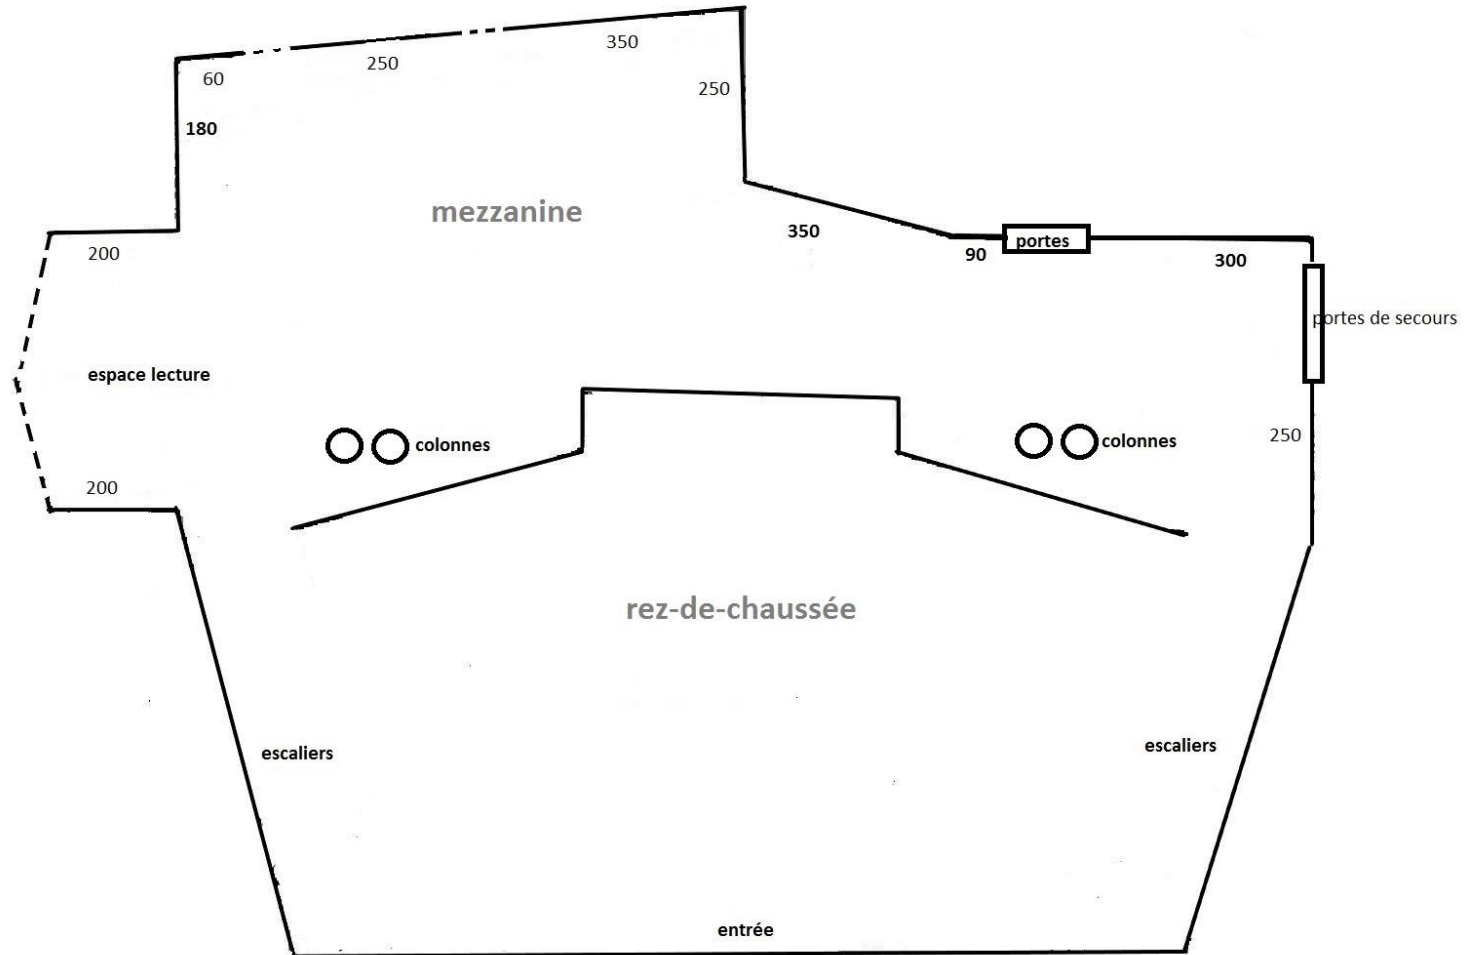 350
250
60
250
180
mezzanine
350
portes
90
300
200
portes de secours
espace lecture
colonnes
colonnes
250
200
rez-de-chaussée
escaliers
escaliers
entrée